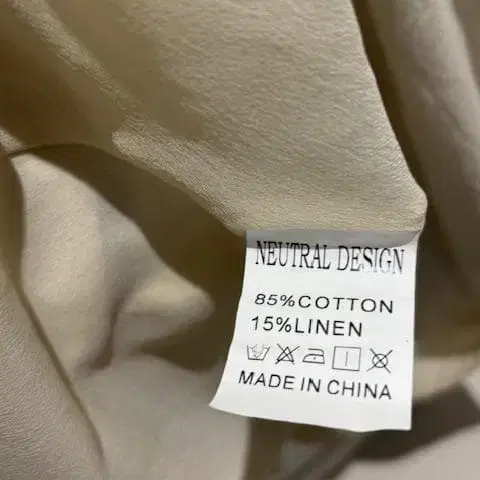 NEUTRAL DESIGN
85%COTTON
15%LINEN
MADE IN CHINA